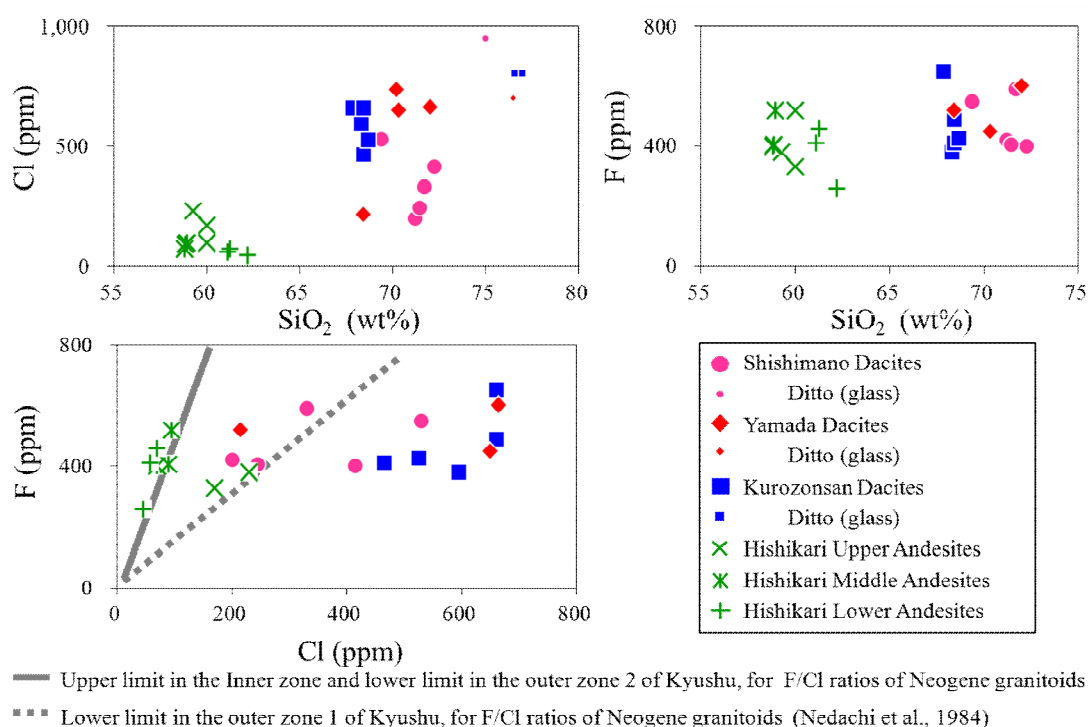 1,000
500
0
Cl (ppm)
55
60
65
70
75
80
SiO2 (wt%)
800
400
0
F (ppm)
55
60
65
70
75
SiO2 (wt%)
800
400
0
F (ppm)
0
200
400
600
800
Cl (ppm)
Shishimano Dacites
Ditto (glass)
Yamada Dacites
Ditto (glass)
Kurozonsan Dacites
Ditto (glass)
Hishikari Upper Andesites
Hishikari Middle Andesites
Hishikari Lower Andesites
Upper limit in the Inner zone and lower limit in the outer zone 2 of Kyushu, for F/Cl ratios of Neogene granitoids
Lower limit in the outer zone 1 of Kyushu, for F/Cl ratios of Neogene granitoids (Nedachi et al., 1984)